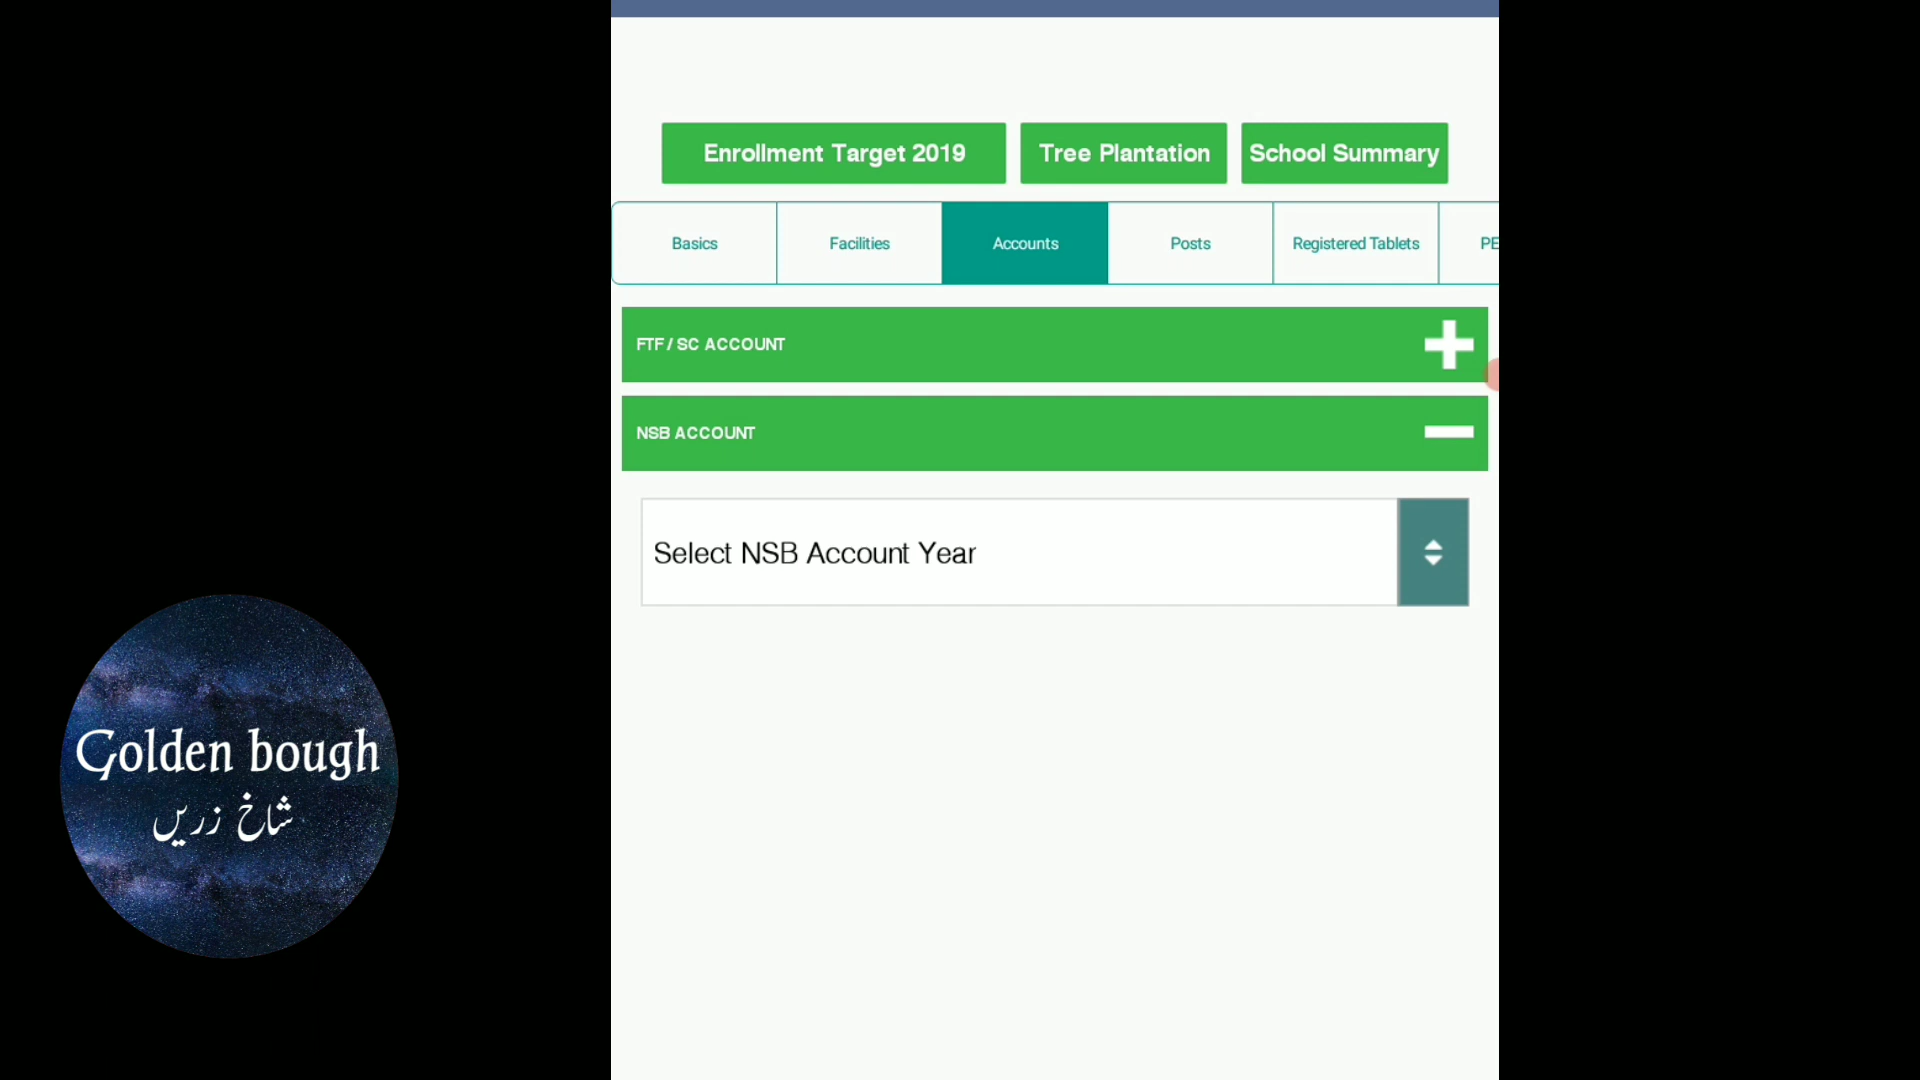 Enrollment Target 2019
Tree Plantation
School Summary
Basics
Facilities
Accounts
Posts
Registered Tablets
PE
FTF / SC ACCOUNT
NSB ACCOUNT
Select NSB Account Year
Golden bough
شاخ زریں